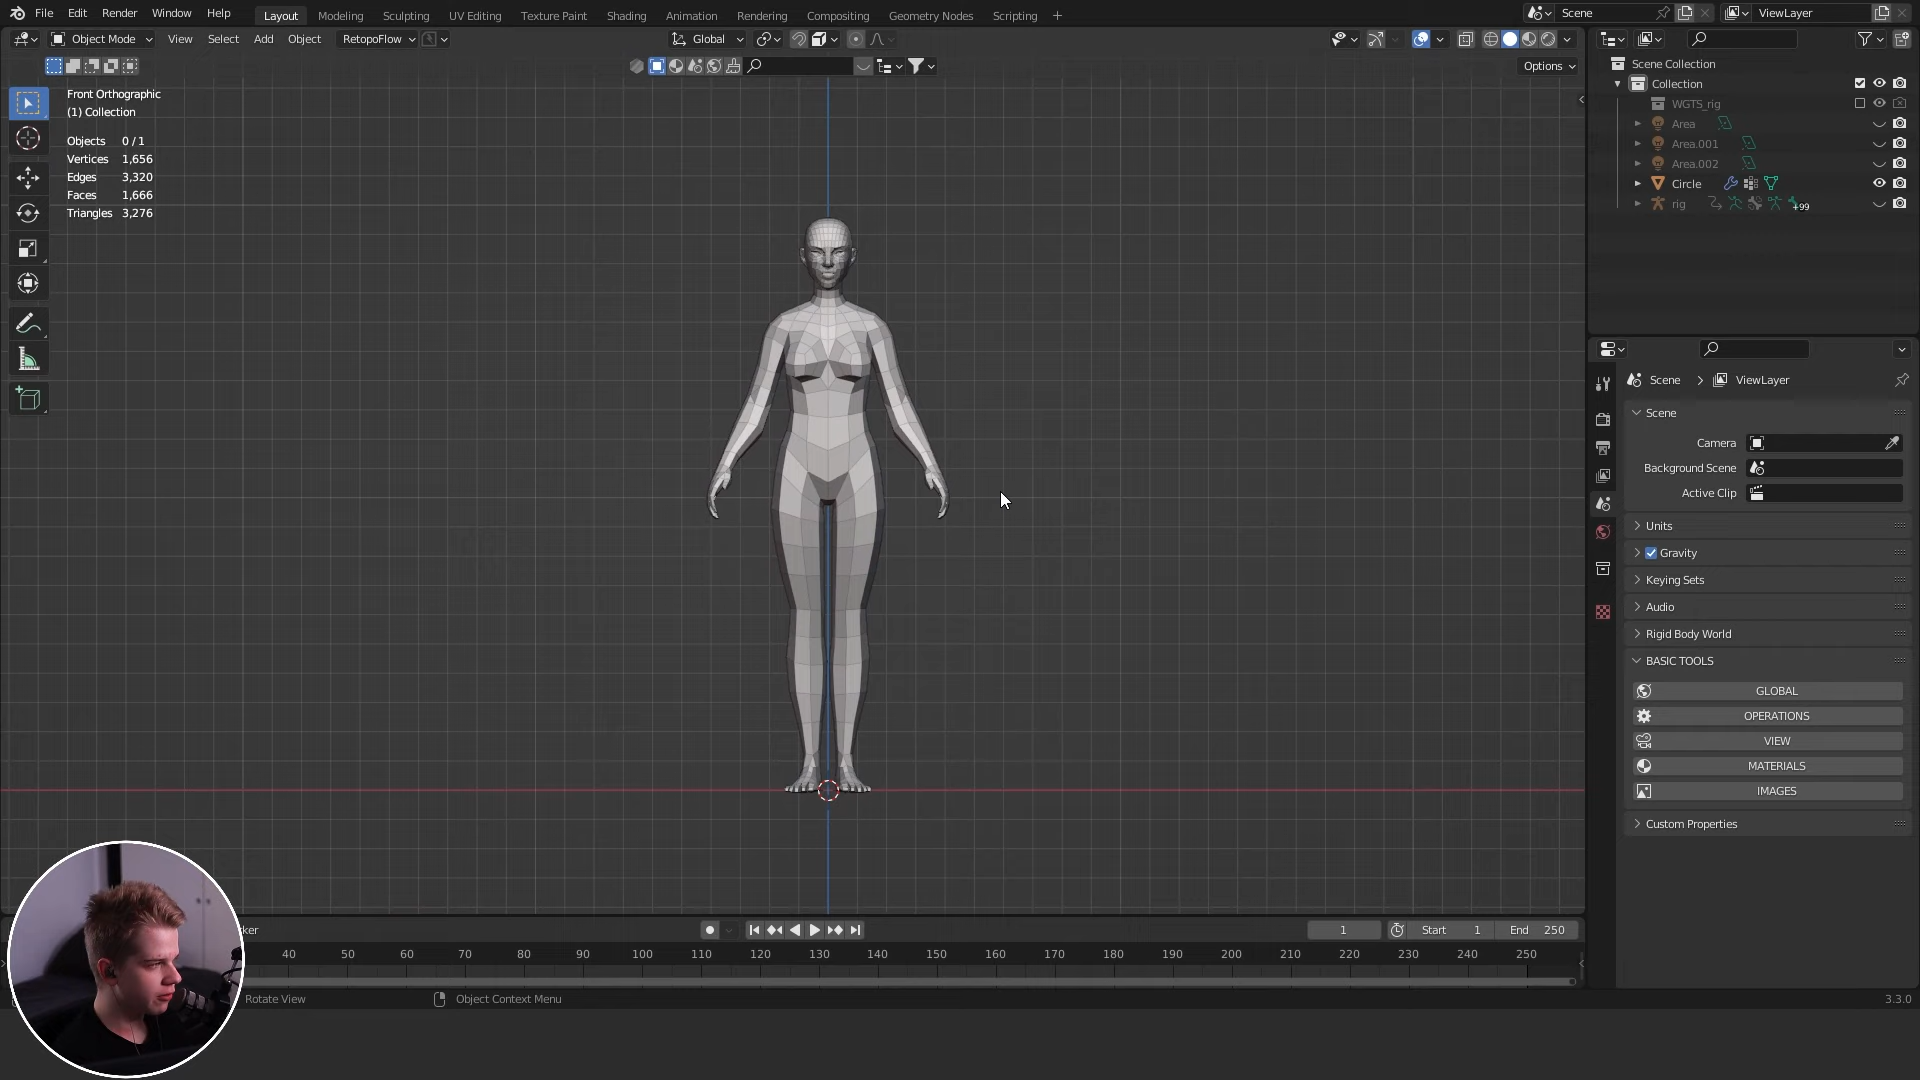 File Edit Render Window Help Layout Modeling Sculpting UV Editing Texture Paint Shading Animation Rendering Compositing Geometry Nodes Scripting + Scene ViewLayer
Object Mode View Select Add Object RetopoFlow Global
Options
Front Orthographic
(1) Collection
Objects 0 / 1
Vertices 1,656
Edges 3,320
Faces 1,666
Triangles 3,276
Scene Collection
Collection
WGTS_rig
Area
Area.001
Area.002
Circle
rig +99
Scene > ViewLayer
Scene
Camera
Background Scene
Active Clip
Units
Gravity
Keying Sets
Audio
Rigid Body World
BASIC TOOLS
GLOBAL
OPERATIONS
VIEW
MATERIALS
IMAGES
Custom Properties
ker 1 Start 1 End 250
40 50 60 70 80 90 100 110 120 130 140 150 160 170 180 190 200 210 220 230 240 250
Rotate View Object Context Menu 3.3.0